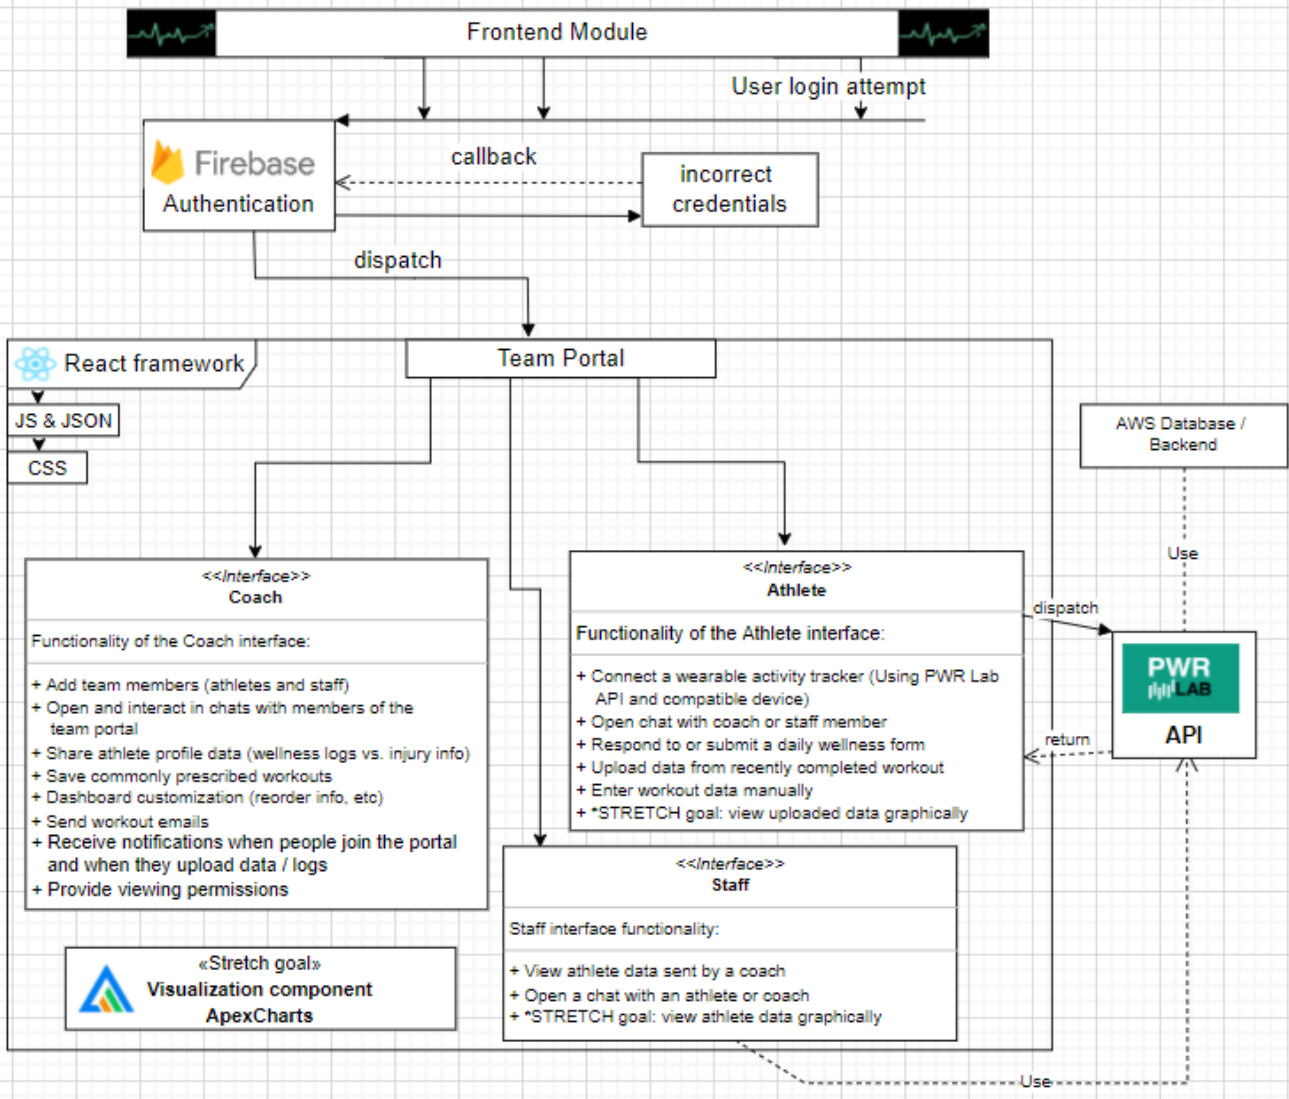 Frontend Module
User login attempt
Firebase
Authentication
callback
incorrect
credentials
dispatch
React framework
Team Portal
JS & JSON
CSS
AWS Database /
Backend
Use
<<Interface>>
Coach
Functionality of the Coach interface:
+ Add team members (athletes and staff)
+ Open and interact in chats with members of the
team portal
+ Share athlete profile data (wellness logs vs. injury info)
+ Save commonly prescribed workouts
+ Dashboard customization (reorder info, etc)
+ Send workout emails
+ Receive notifications when people join the portal
and when they upload data / logs
+ Provide viewing permissions
<<Interface>>
Athlete
Functionality of the Athlete interface:
+ Connect a wearable activity tracker (Using PWR Lab
API and compatible device)
+ Open chat with coach or staff member
+ Respond to or submit a daily wellness form
+ Upload data from recently completed workout
+ Enter workout data manually
+ *STRETCH goal: view uploaded data graphically
dispatch
PWR
LAB
API
return
<<Interface>>
Staff
Staff interface functionality:
+ View athlete data sent by a coach
+ Open a chat with an athlete or coach
+ *STRETCH goal: view athlete data graphically
«Stretch goal»
Visualization component
ApexCharts
Use